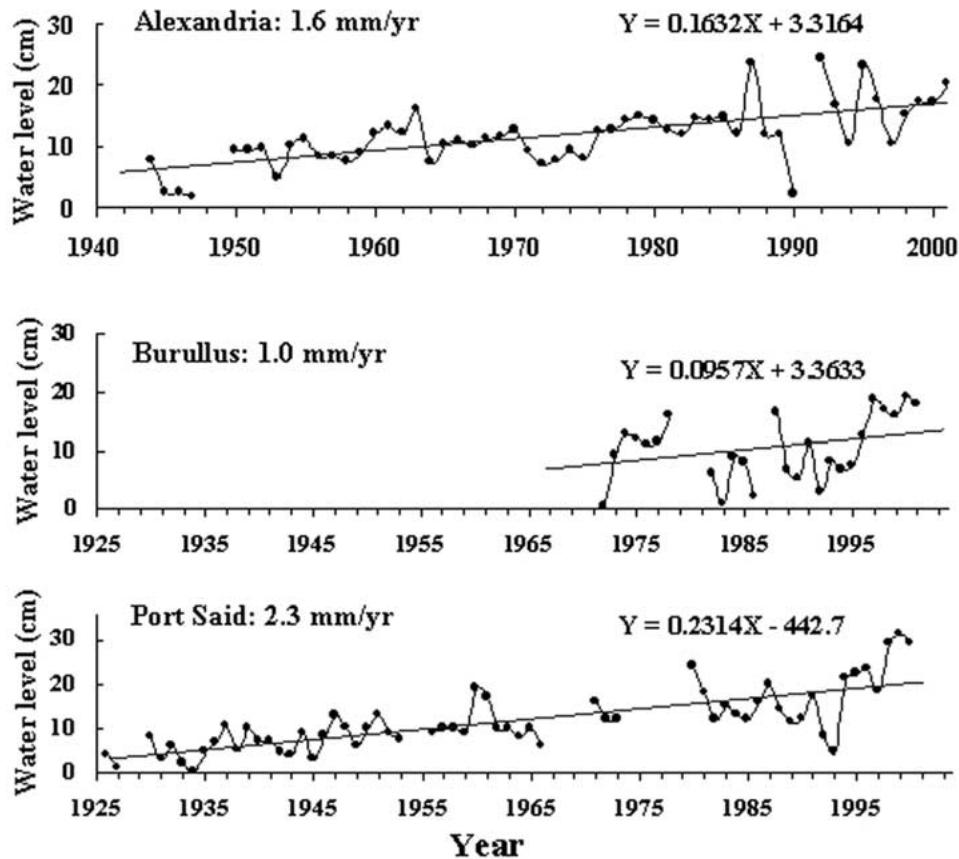 Alexandria: 1.6 mm/yr
Y = 0.1632X + 3.3164
Water level (cm)
30
20
10
0
1940 1950 1960 1970 1980 1990 2000
Burullus: 1.0 mm/yr
Y = 0.0957X + 3.3633
Water level (cm)
30
20
10
0
1925 1935 1945 1955 1965 1975 1985 1995
Port Said: 2.3 mm/yr
Y = 0.2314X - 442.7
Water level (cm)
30
20
10
0
1925 1935 1945 1955 1965 1975 1985 1995
Year